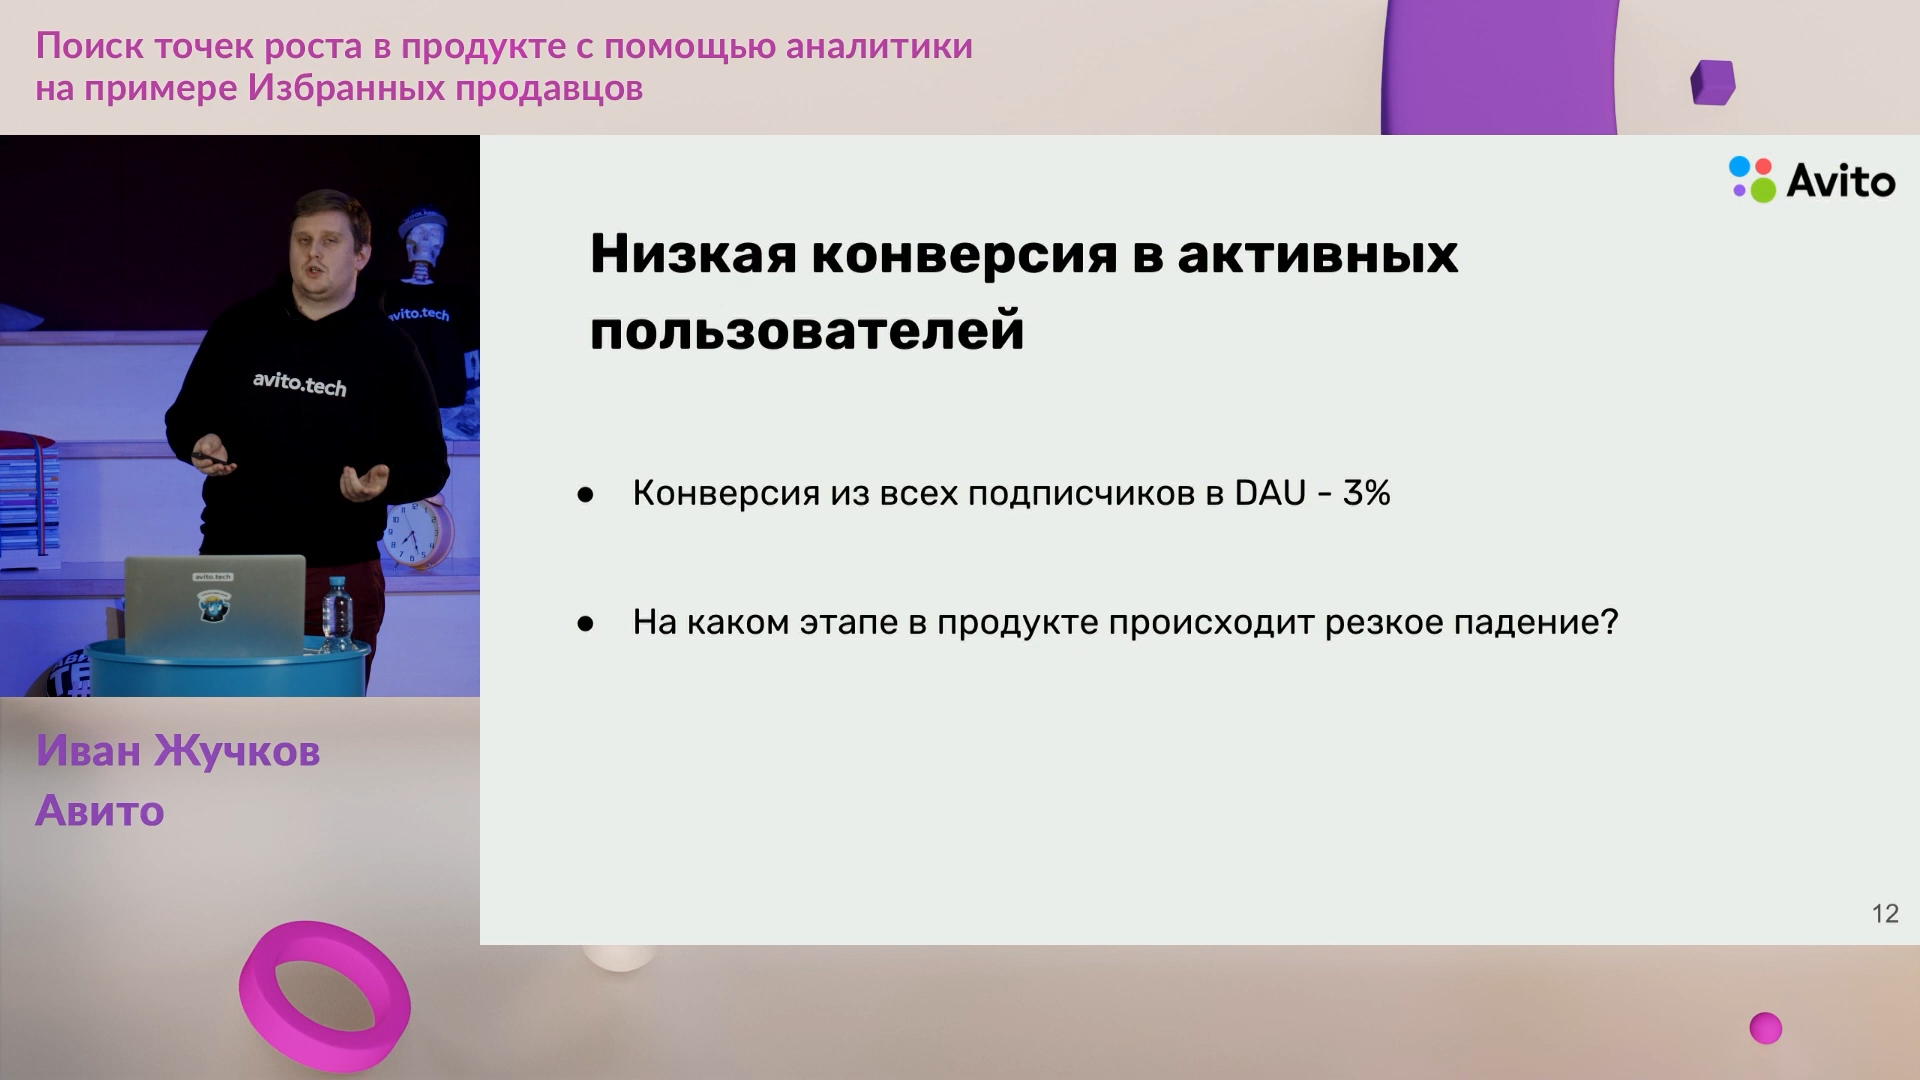 Поиск точек роста в продукте с помощью аналитики
на примере Избранных продавцов
Avito
Низкая конверсия в активных
пользователей
● Конверсия из всех подписчиков в DAU - 3%
● На каком этапе в продукте происходит резкое падение?
12
avito.tech
avito.tech
avito.tech
Иван Жучков
Авито